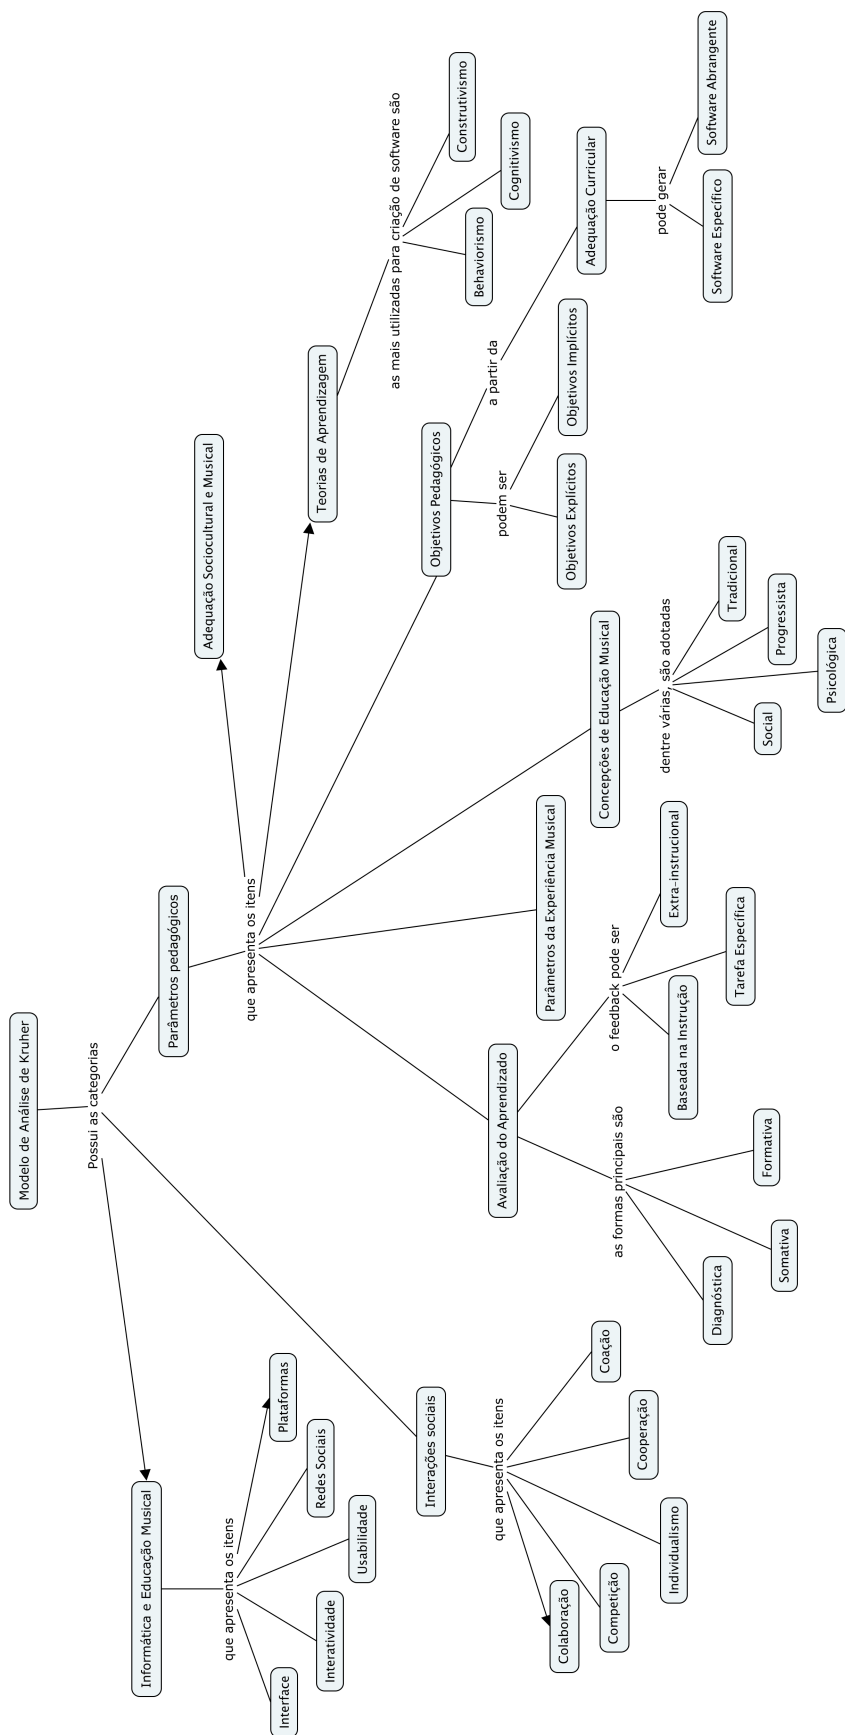 Modelo de Análise de Kruher
Possui as categorias
Informática e Educação Musical
que apresenta os itens
Interface
Interatividade
Usabilidade
Redes Sociais
Plataformas
Interações sociais
que apresenta os itens
Colaboração
Competição
Individualismo
Cooperação
Coação
Parâmetros pedagógicos
que apresenta os itens
Avaliação do Aprendizado
as formas principais são
Diagnóstica
Somativa
Formativa
o feedback pode ser
Baseada na Instrução
Tarefa Específica
Extra-instrucional
Parâmetros da Experiência Musical
Concepções de Educação Musical
dentre várias, são adotadas
Social
Psicológica
Progressista
Tradicional
Objetivos Pedagógicos
podem ser
Objetivos Explícitos
Objetivos Implícitos
a partir da
Adequação Curricular
pode gerar
Software Específico
Software Abrangente
Teorias de Aprendizagem
as mais utilizadas para criação de software são
Behaviorismo
Cognitivismo
Construtivismo
Adequação Sociocultural e Musical